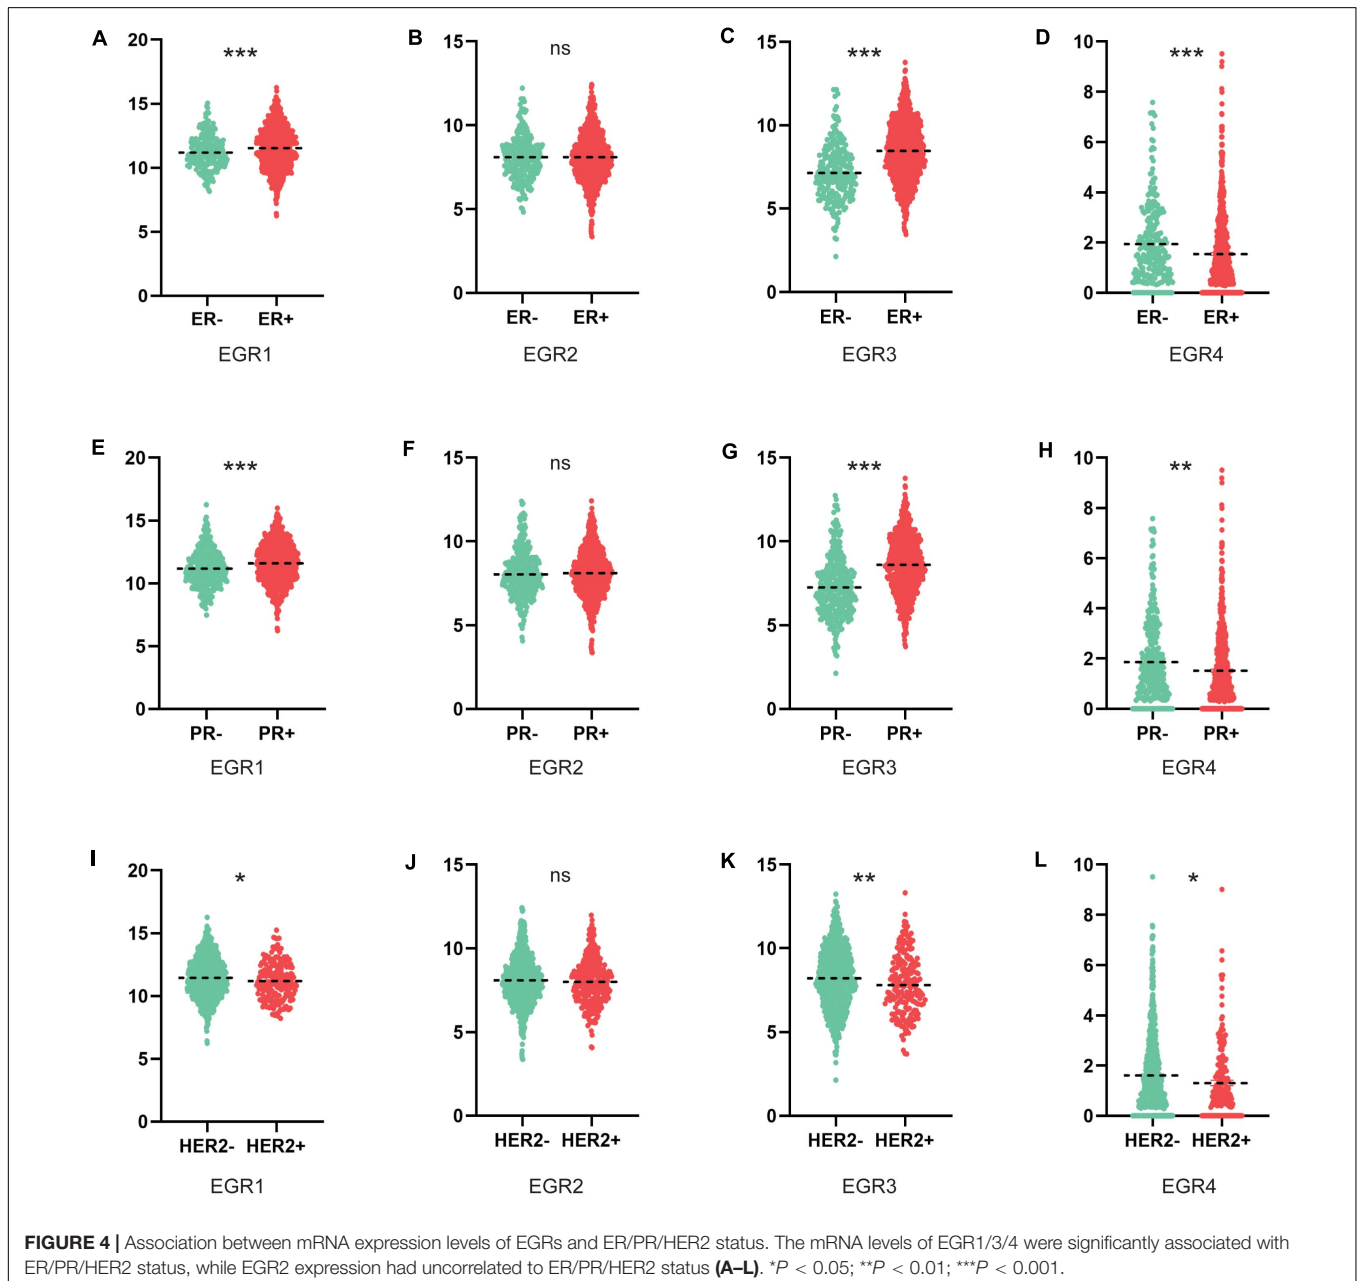 A
B
C
D
20
15
10
5
0
***
ER-
ER+
EGR1
15
10
5
0
ns
ER-
ER+
EGR2
15
10
5
0
***
ER-
ER+
EGR3
10
8
6
4
2
0
***
ER-
ER+
EGR4
E
F
G
H
20
15
10
5
0
***
PR-
PR+
EGR1
15
10
5
0
ns
PR-
PR+
EGR2
15
10
5
0
***
PR-
PR+
EGR3
10
8
6
4
2
0
**
PR-
PR+
EGR4
I
J
K
L
20
15
10
5
0
*
HER2-
HER2+
EGR1
15
10
5
0
ns
HER2-
HER2+
EGR2
15
10
5
0
**
HER2-
HER2+
EGR3
10
8
6
4
2
0
*
HER2-
HER2+
EGR4
FIGURE 4 | Association between mRNA expression levels of EGRs and ER/PR/HER2 status. The mRNA levels of EGR1/3/4 were significantly associated with
ER/PR/HER2 status, while EGR2 expression had uncorrelated to ER/PR/HER2 status (A–L). *P < 0.05; **P < 0.01; ***P < 0.001.